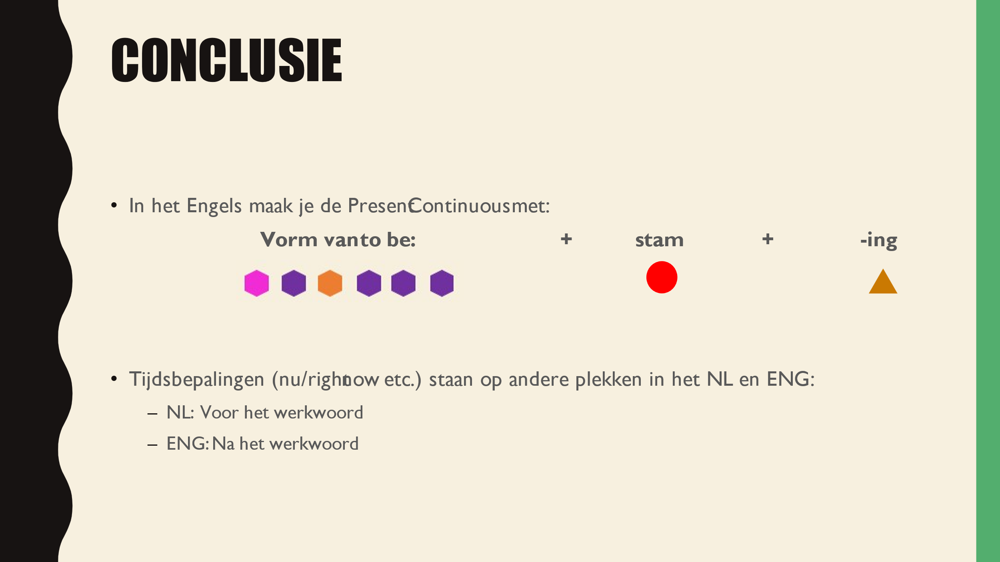 CONCLUSIE
• In het Engels maak je de Present Continuous met:
Vorm van to be: + stam + -ing
• Tijdsbepalingen (nu/right now etc.) staan op andere plekken in het NL en ENG:
– NL: Voor het werkwoord
– ENG: Na het werkwoord